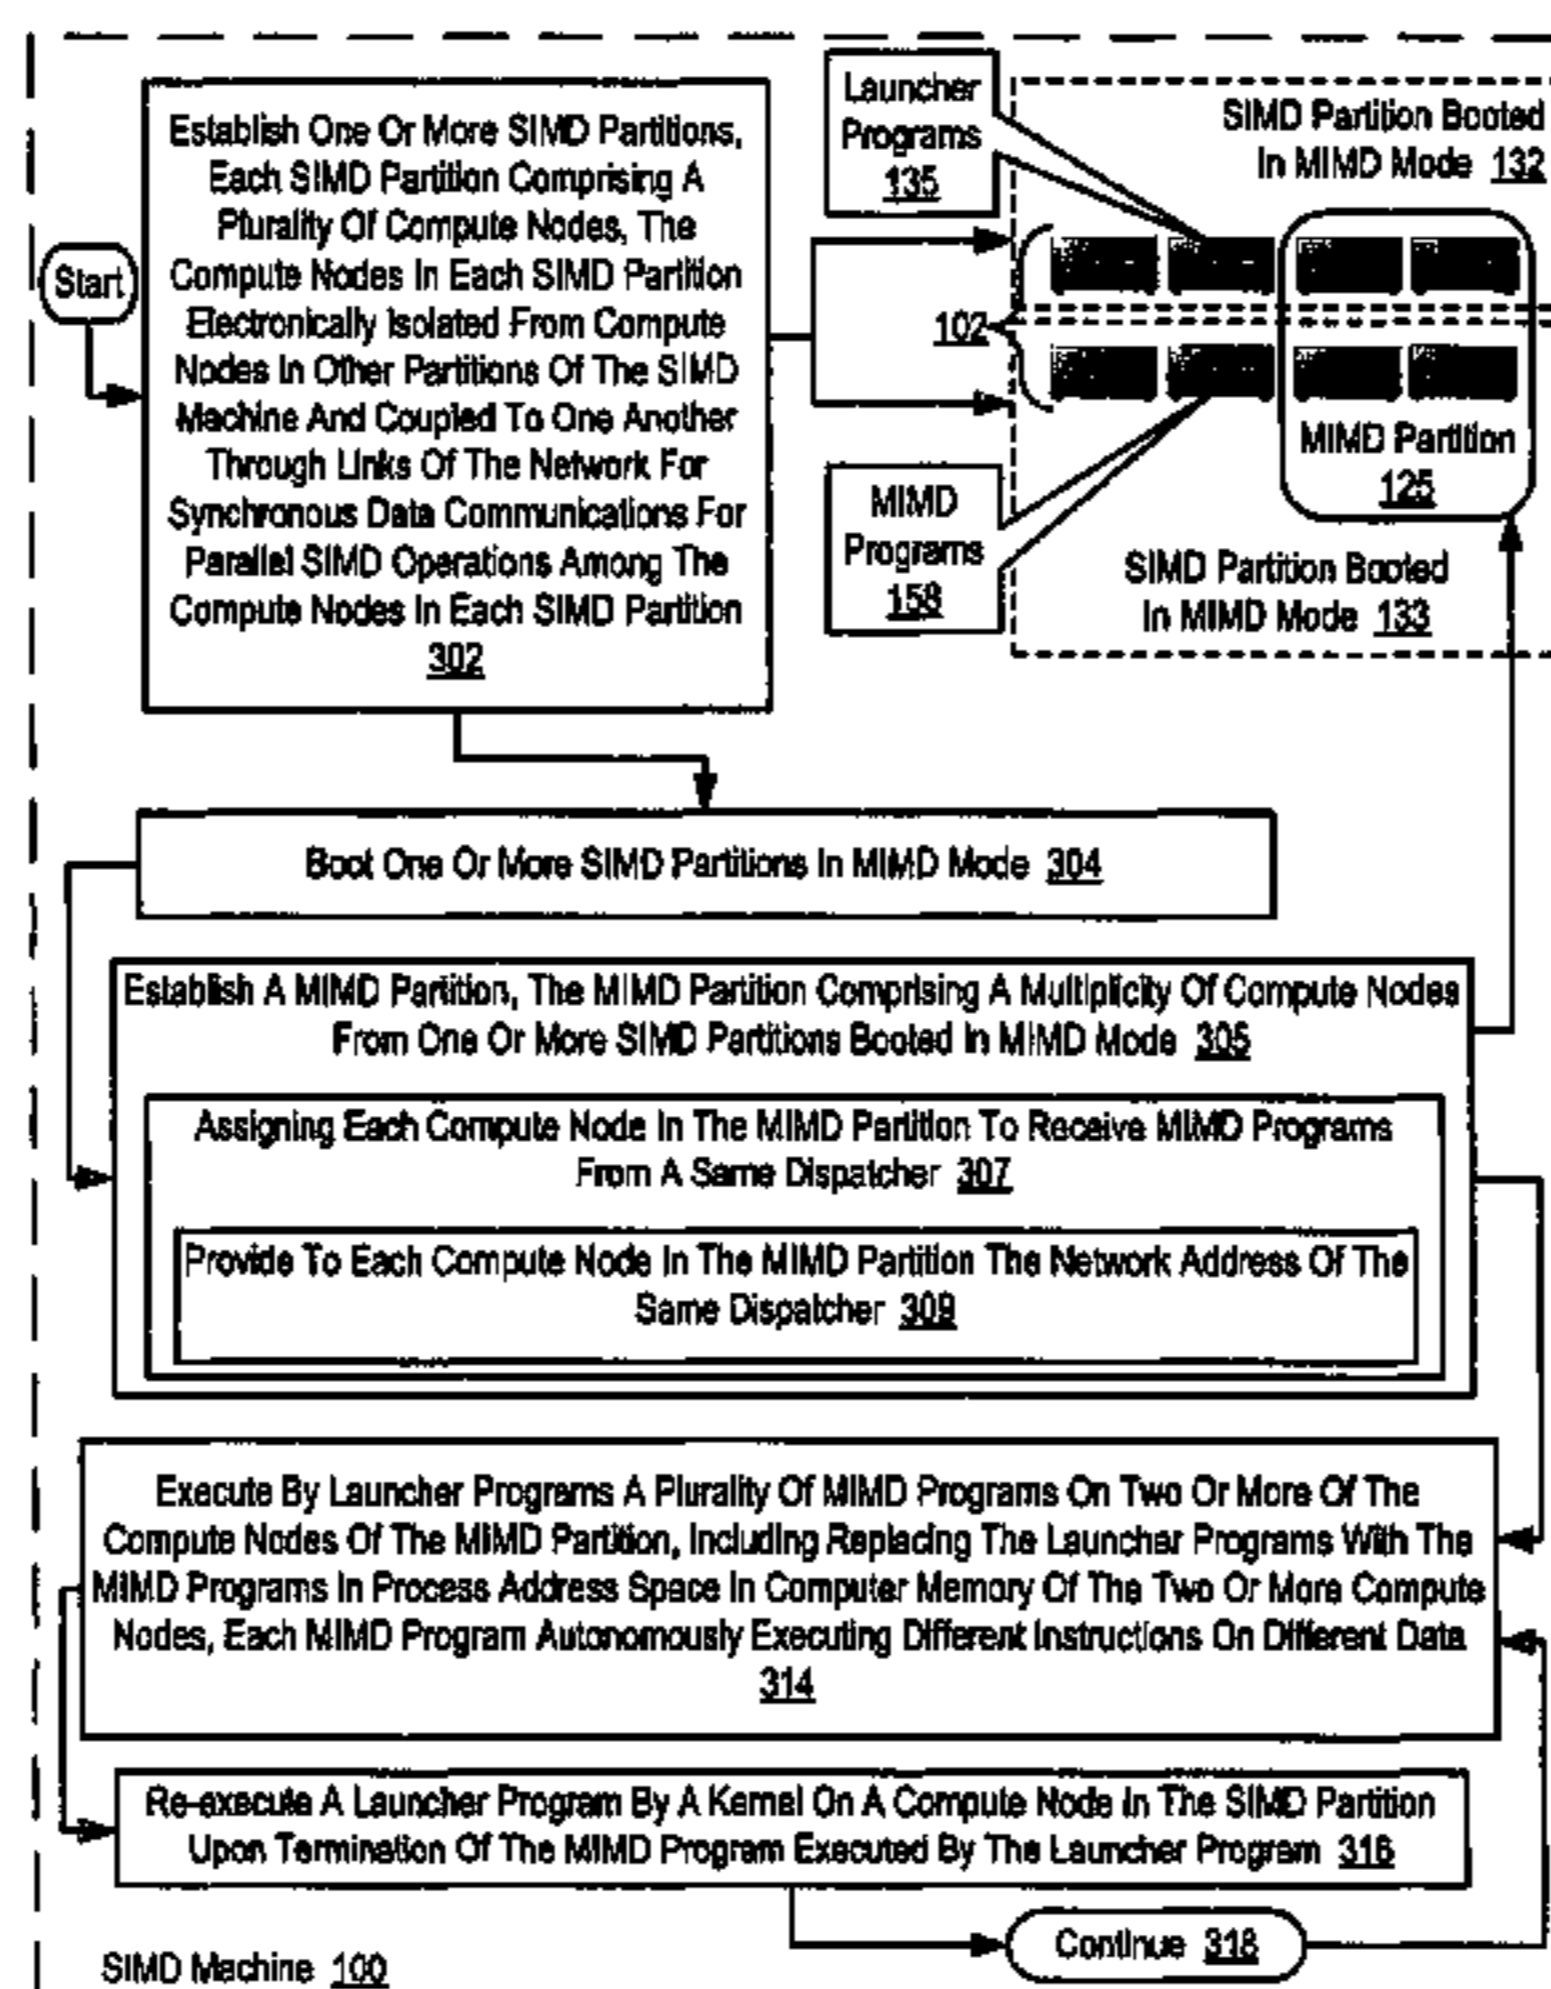 Start
Establish One Or More SIMD Partitions,
Each SIMD Partition Comprising A
Plurality Of Compute Nodes, The
Compute Nodes In Each SIMD Partition
Electronically Isolated From Compute
Nodes In Other Partitions Of The SIMD
Machine And Coupled To One Another
Through Links Of The Network For
Synchronous Data Communications For
Parallel SIMD Operations Among The
Compute Nodes In Each SIMD Partition
302
Launcher
Programs
135
SIMD Partition Booted
In MIMD Mode 132
102
MIMD Partition
125
MIMD
Programs
158
SIMD Partition Booted
In MIMD Mode 133
Boot One Or More SIMD Partitions In MIMD Mode 304
Establish A MIMD Partition, The MIMD Partition Comprising A Multiplicity Of Compute Nodes
From One Or More SIMD Partitions Booted In MIMD Mode 305
Assigning Each Compute Node In The MIMD Partition To Receive MIMD Programs
From A Same Dispatcher 307
Provide To Each Compute Node In The MIMD Partition The Network Address Of The
Same Dispatcher 309
Execute By Launcher Programs A Plurality Of MIMD Programs On Two Or More Of The
Compute Nodes Of The MIMD Partition, Including Replacing The Launcher Programs With The
MIMD Programs In Process Address Space In Computer Memory Of The Two Or More Compute
Nodes, Each MIMD Program Autonomously Executing Different Instructions On Different Data
314
Re-execute A Launcher Program By A Kernel On A Compute Node In The SIMD Partition
Upon Termination Of The MIMD Program Executed By The Launcher Program 316
Continue 318
SIMD Machine 100